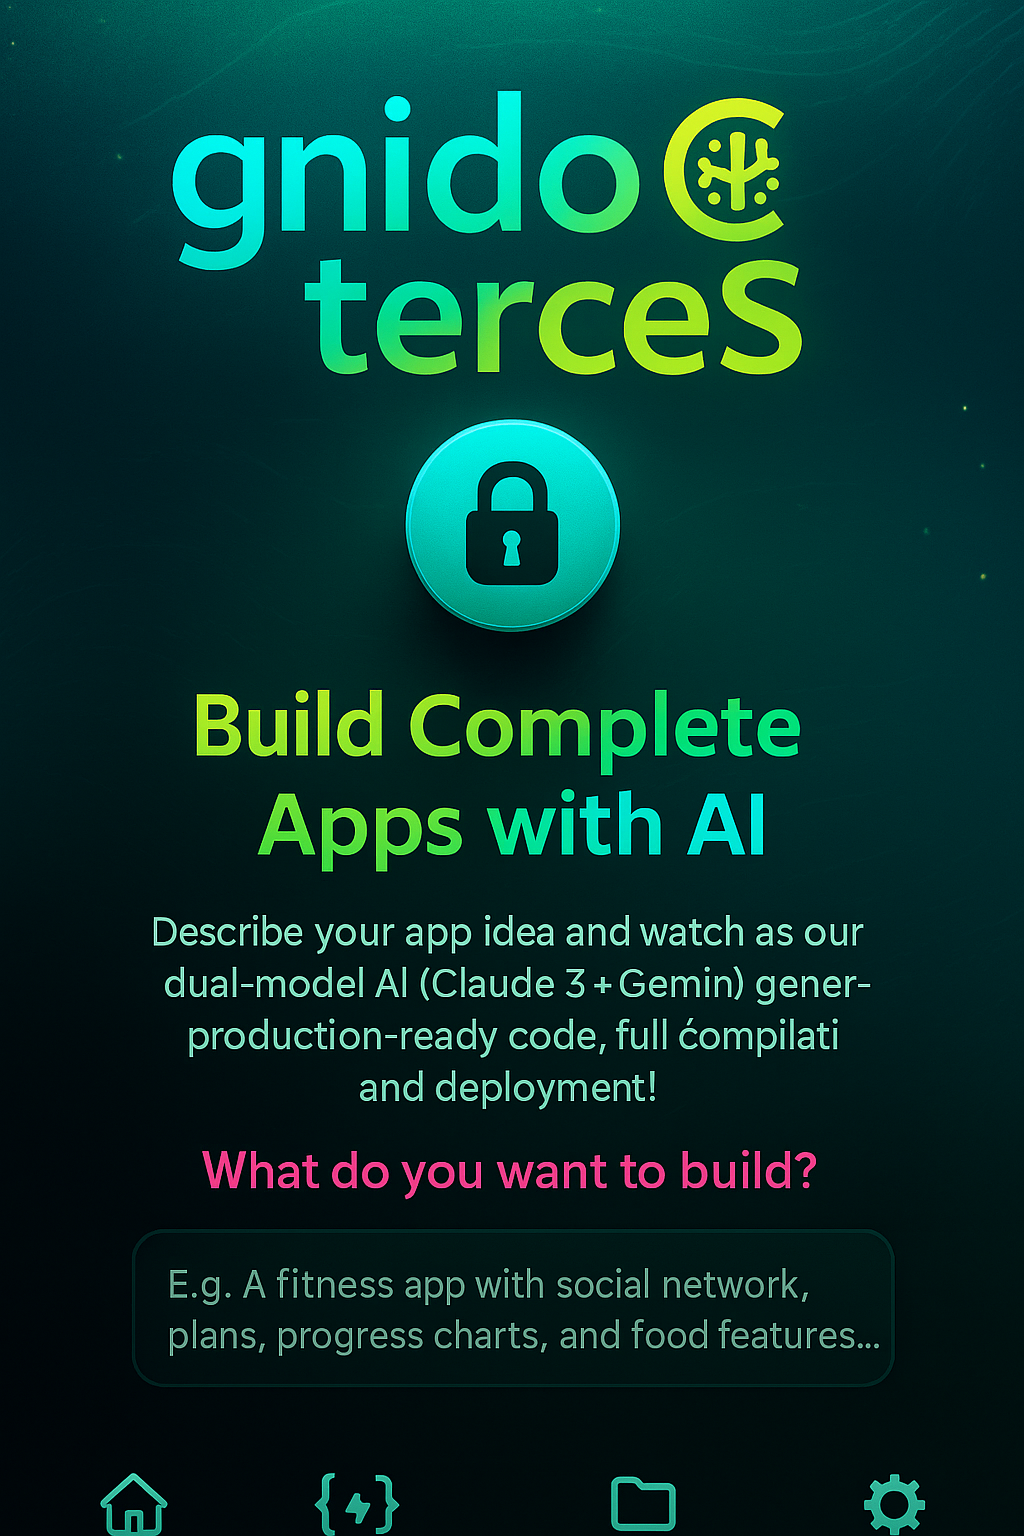 gnido C
terceS
Build Complete
Apps with AI
Describe your app idea and watch as our
dual-model Al (Claude 3 + Gemin) gener-
production-ready code, full ćompilati
and deployment!
What do you want to build?
E.g. A fitness app with social network,
plans, progress charts, and food features...